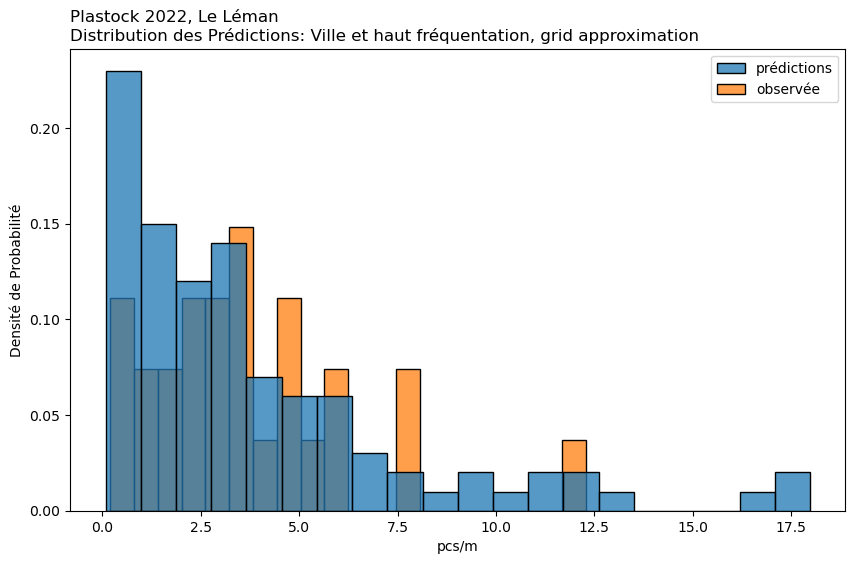 Plastock 2022, Le Léman
Distribution des Prédictions: Ville et haut fréquentation, grid approximation
prédictions
observée
Densité de Probabilité
0.20
0.15
0.10
0.05
0.00
0.0 2.5 5.0 7.5 10.0 12.5 15.0 17.5
pcs/m